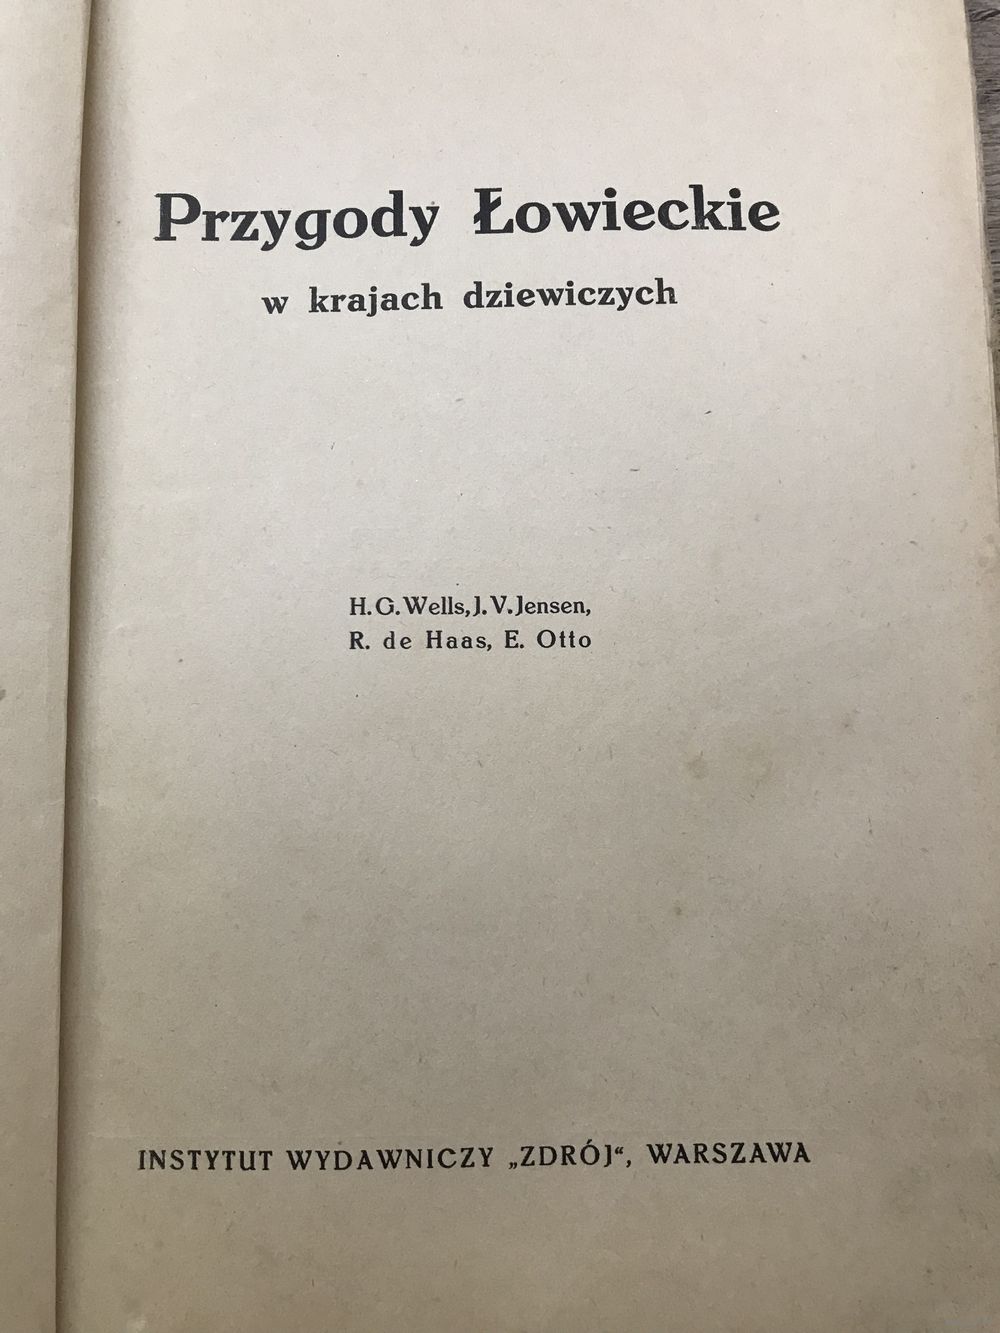 Przygody Łowieckie
w krajach dziewiczych
H. G. Wells, J. V. Jensen,
R. de Haas, E. Otto
INSTYTUT WYDAWNICZY „ZDRÓJ“, WARSZAWA